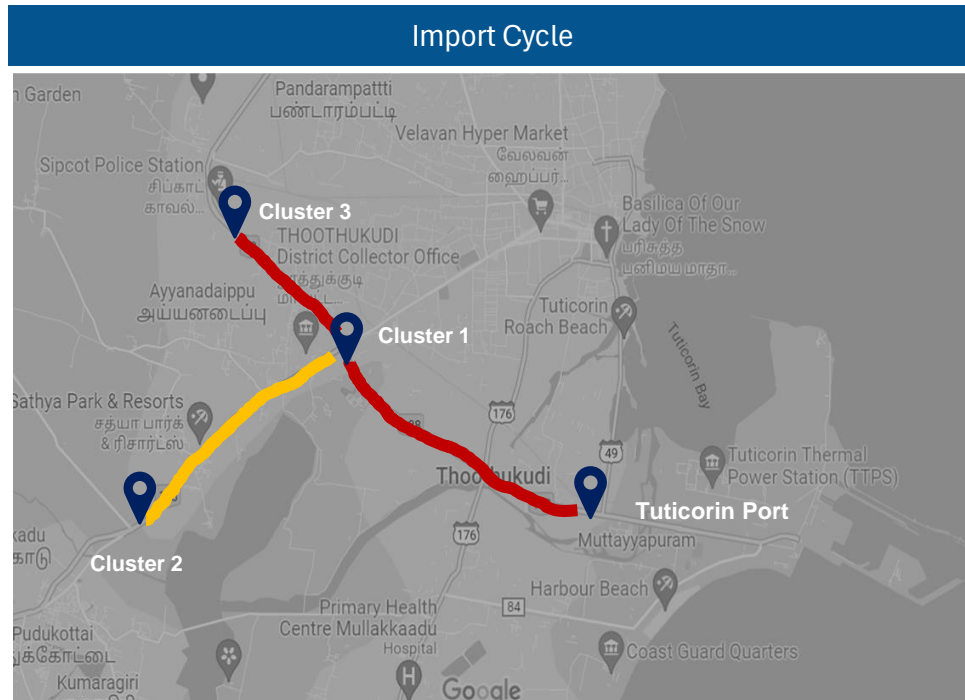 Import Cycle
Garden
Pandarampattti
பண்டாரம்பட்டி
Velavan Hyper Market
வேலவன்
ஹைப்பர்...
Sipcot Police Station
சிப்காட்
காவல்...
Cluster 3
Basilica Of Our
Lady Of The Snow
பரிசுத்த
பனிமய மாதா...
THOOTHUKUDI
District Collector Office
Ayyanadaippu
அய்யனடைப்பு
Tuticorin
Roach Beach
Cluster 1
Tuticorin Bay
Sathya Park & Resorts
சத்யா பார்க்
& ரிசார்ட்ஸ்
176
49
Tuticorin Thermal
Power Station (TTPS)
Thoothukudi
Tuticorin Port
Muttayyapuram
176
Cluster 2
Harbour Beach
84
Primary Health
Centre Mullakkaadu
Hospital
Pudukottai
Coast Guard Quarters
Kumaragiri
H
Google